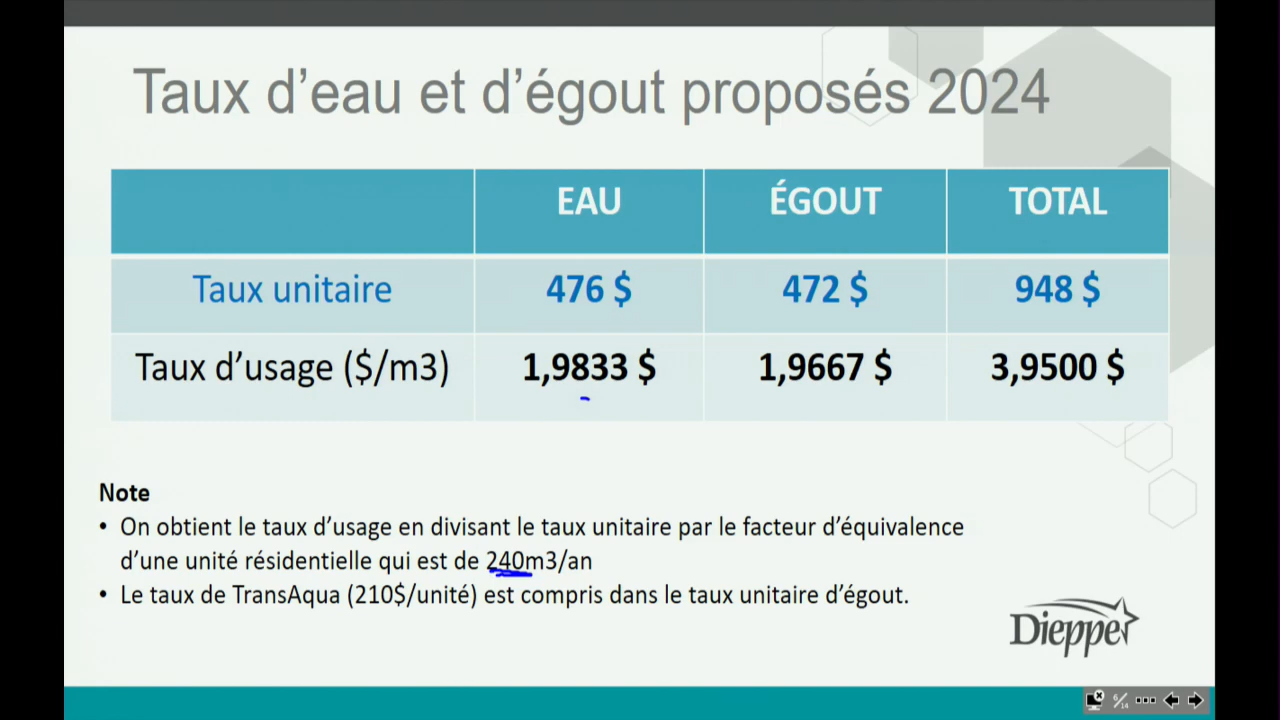 Taux d'eau et d'égout proposés 2024
EAU ÉGOUT TOTAL
Taux unitaire 476 $ 472 $ 948 $
Taux d'usage ($/m3) 1,9833 $ 1,9667 $ 3,9500 $
Note
• On obtient le taux d'usage en divisant le taux unitaire par le facteur d'équivalence
d'une unité résidentielle qui est de 240m3/an
• Le taux de TransAqua (210$/unité) est compris dans le taux unitaire d'égout.
Dieppe
6/14